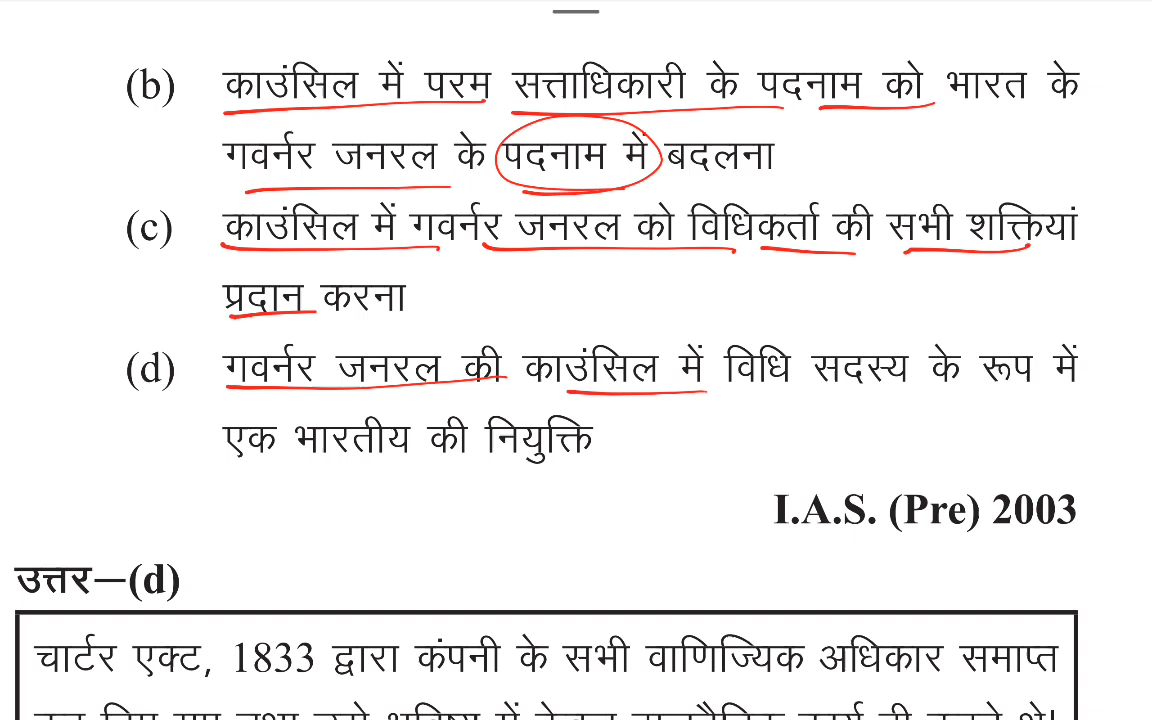 (b) काउंसिल में परम सत्ताधिकारी के पदनाम को भारत के
गवर्नर जनरल के पदनाम में बदलना
(c) काउंसिल में गवर्नर जनरल को विधिकर्ता की सभी शक्तियां
प्रदान करना
(d) गवर्नर जनरल की काउंसिल में विधि सदस्य के रूप में
एक भारतीय की नियुक्ति
I.A.S. (Pre) 2003
उत्तर—(d)
चार्टर एक्ट, 1833 द्वारा कंपनी के सभी वाणिज्यिक अधिकार समाप्त